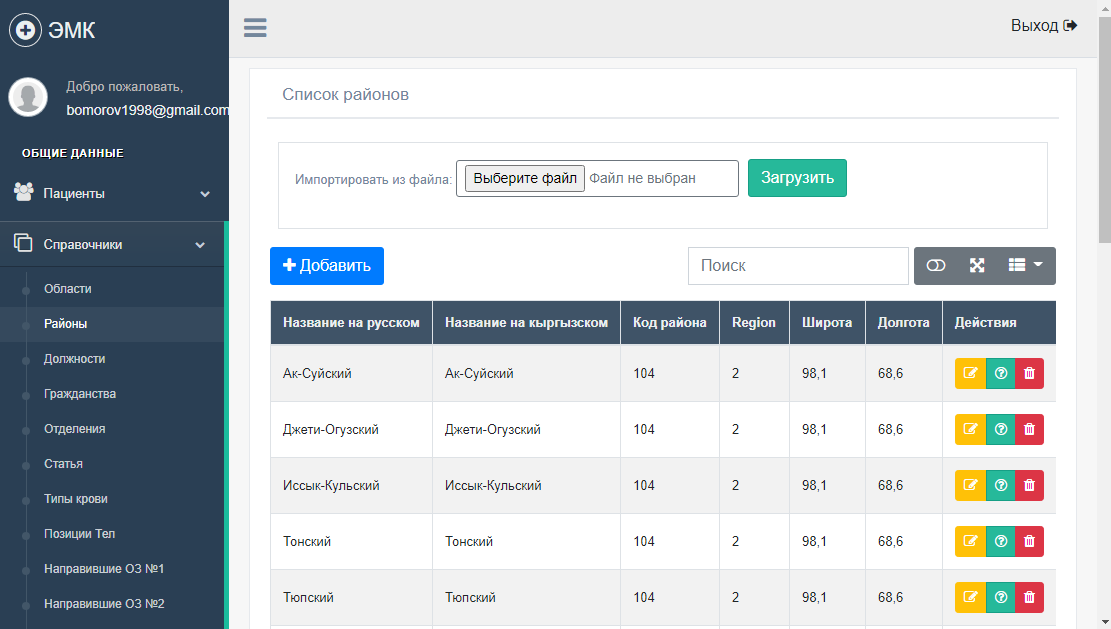 ЭМК
Добро пожаловать,
bomorov1998@gmail.com
ОБЩИЕ ДАННЫЕ
Пациенты
Справочники
Области
Районы
Должности
Гражданства
Отделения
Статья
Типы крови
Позиции Тел
Направившие ОЗ №1
Направившие ОЗ №2
Выход
Список районов
Импортировать из файла: Выберите файл Файл не выбран Загрузить
Добавить Поиск
Название на русском Название на кыргызском Код района Region Широта Долгота Действия
Ак-Суйский Ак-Суйский 104 2 98,1 68,6
Джети-Огузский Джети-Огузский 104 2 98,1 68,6
Иссык-Кульский Иссык-Кульский 104 2 98,1 68,6
Тонский Тонский 104 2 98,1 68,6
Тюпский Тюпский 104 2 98,1 68,6